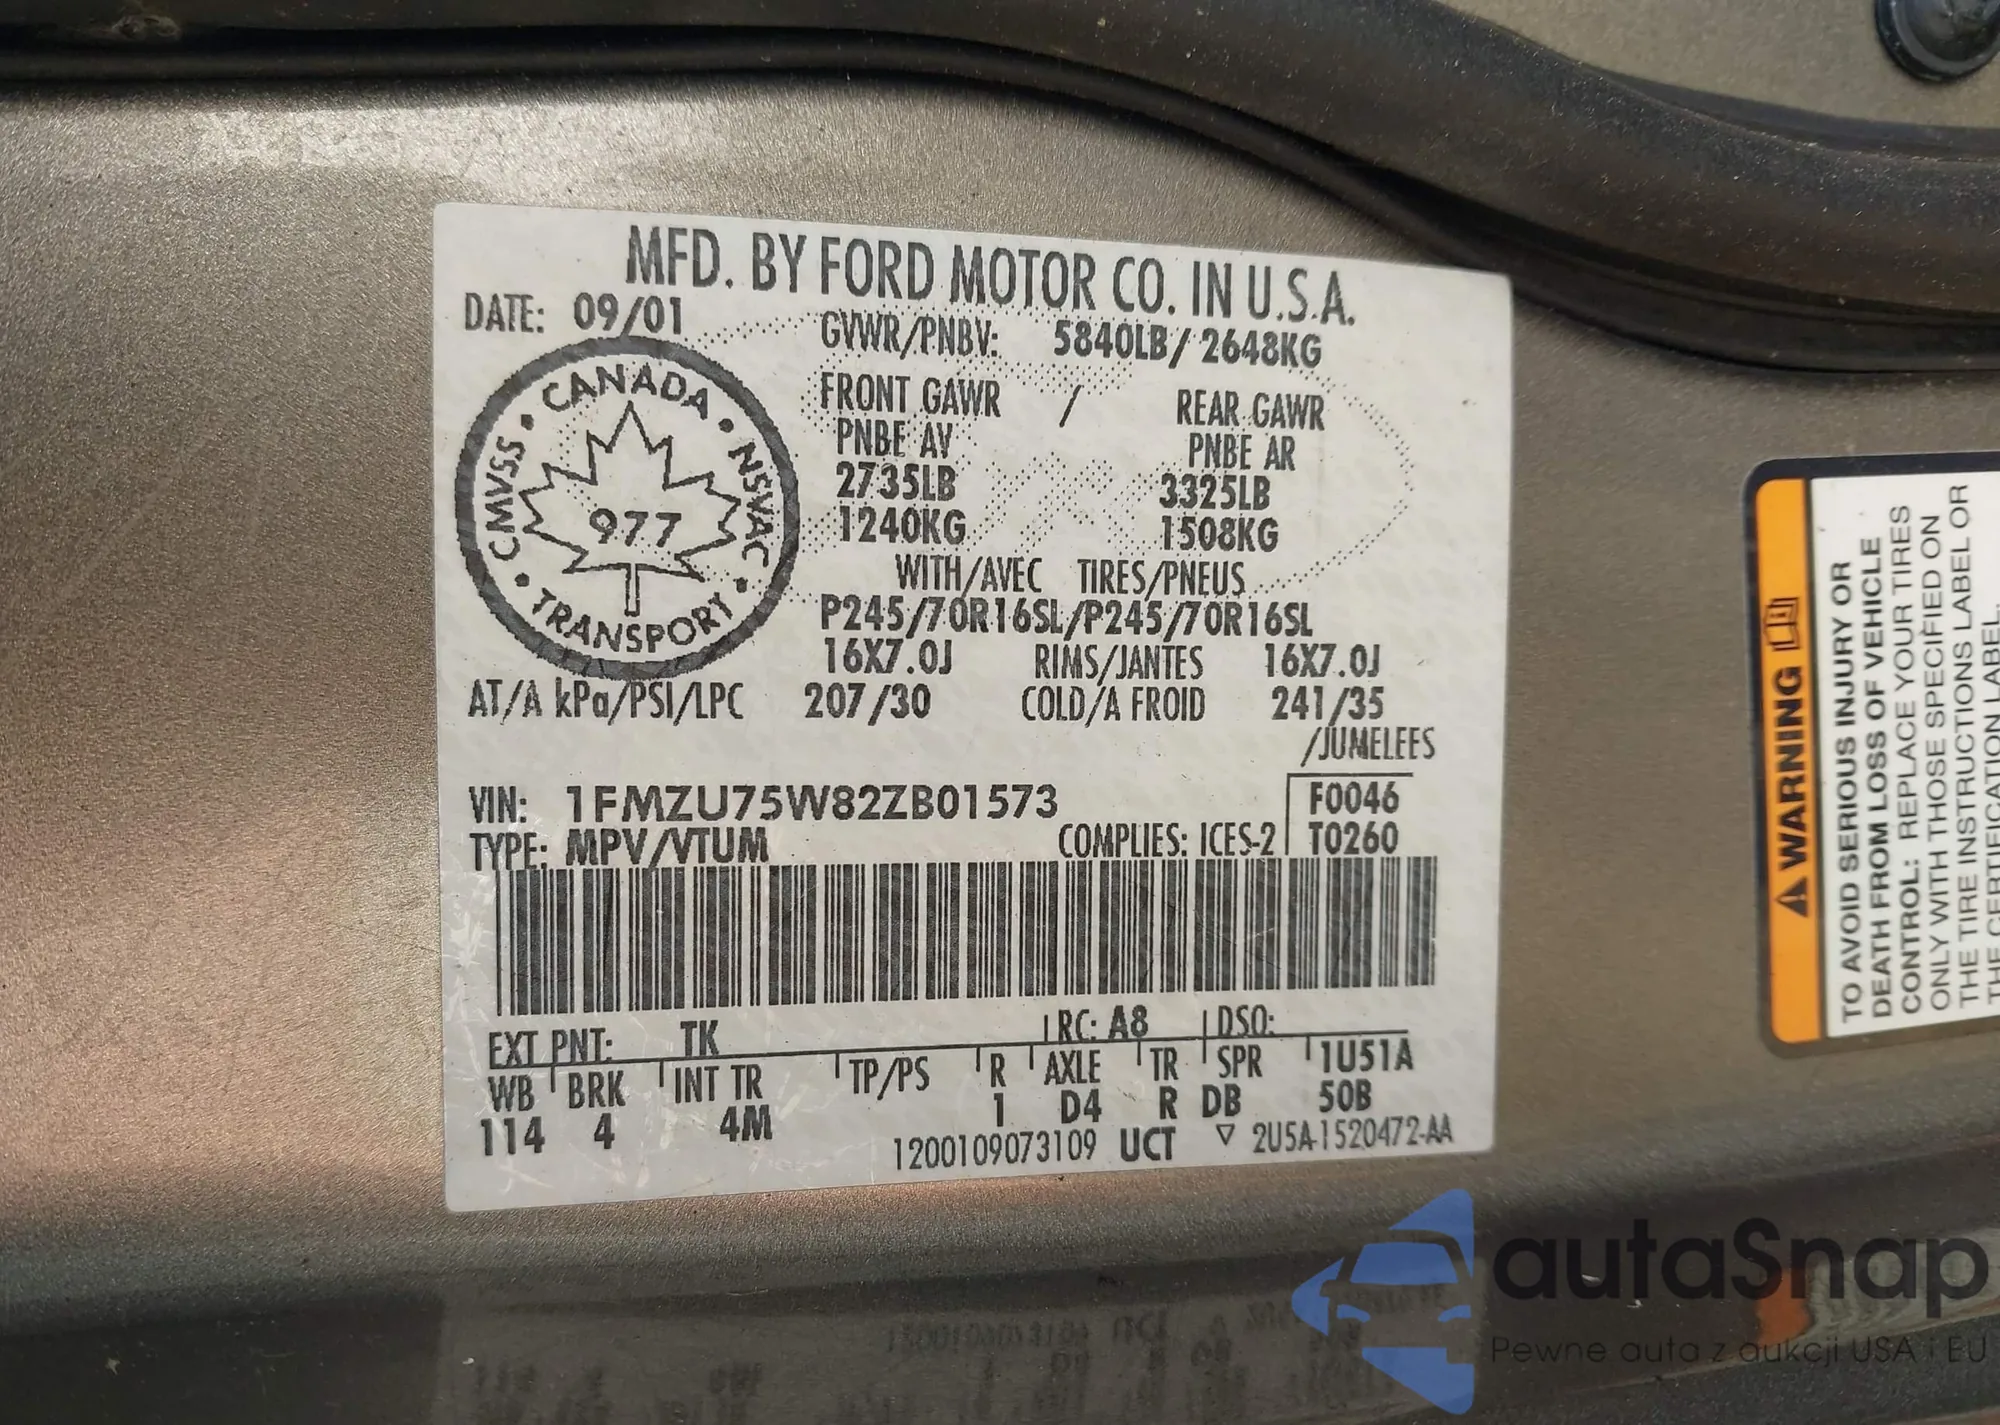 MFD. BY FORD MOTOR CO. IN U.S.A.
DATE: 09/01
GVWR/PNBV: 5840LB/ 2648KG
CANADA · NSVAC · TRANSPORT · CMVSS ·
977
FRONT GAWR / REAR GAWR
PNBE AV PNBE AR
2735LB 3325LB
1240KG 1508KG
WITH/AVEC TIRES/PNEUS
P245/70R16SL/P245/70R16SL
16X7.0J RIMS/JANTES 16X7.0J
AT/A kPa/PSI/LPC 207/30 COLD/A FROID 241/35
/JUMELEES
VIN: 1FMZU75W82ZB01573 F0046
TYPE: MPV/VTUM COMPLIES: ICES-2 T0260
EXT PNT: TK RC: A8 DSO:
WB BRK INT TR TP/PS R AXLE TR SPR 1U51A
114 4 4M 1 D4 R DB 50B
1200109073109 UCT ▽ 2U5A-1520472-AA
WARNING
TO AVOID SERIOUS INJURY OR
DEATH FROM LOSS OF VEHICLE
CONTROL: REPLACE YOUR TIRES
ONLY WITH THOSE SPECIFIED ON
THE TIRE INSTRUCTIONS LABEL OR
THE CERTIFICATION LABEL.
autaSnap
Pewne auta z aukcji USA i EU